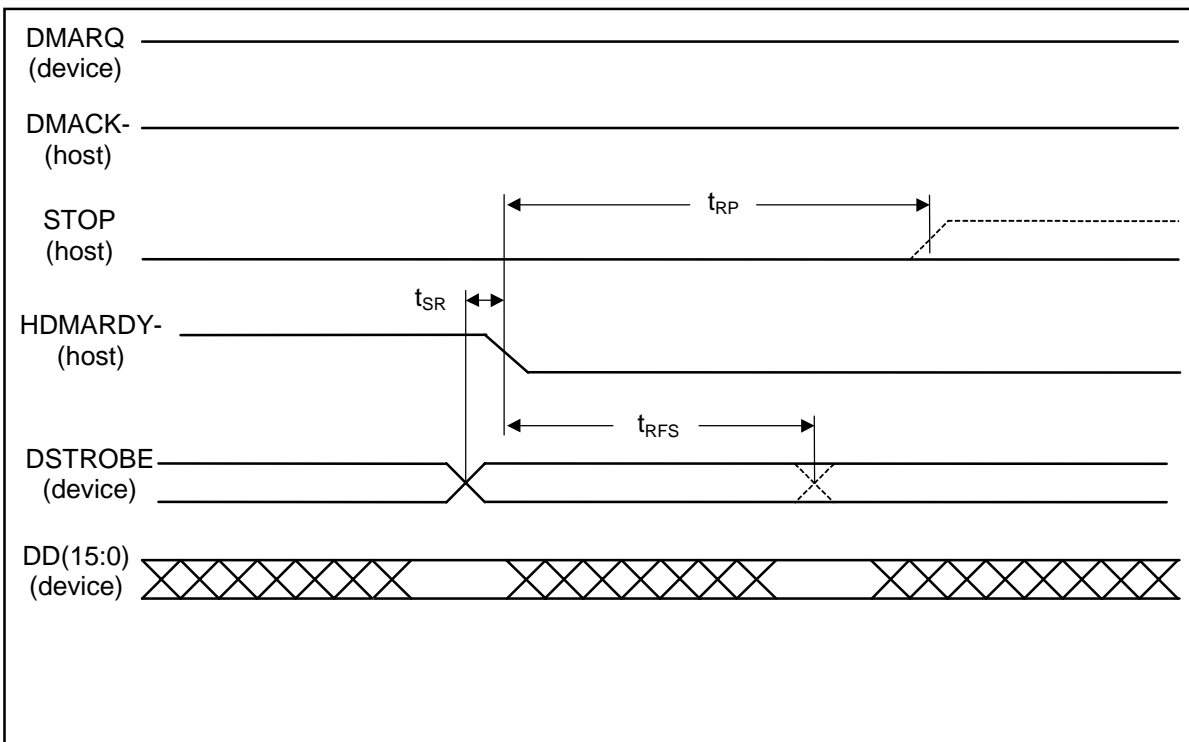 DMARQ
(device)
DMACK-
(host)
STOP
(host)
tRP
tSR
HDMARDY-
(host)
tRFS
DSTROBE
(device)
DD(15:0)
(device)